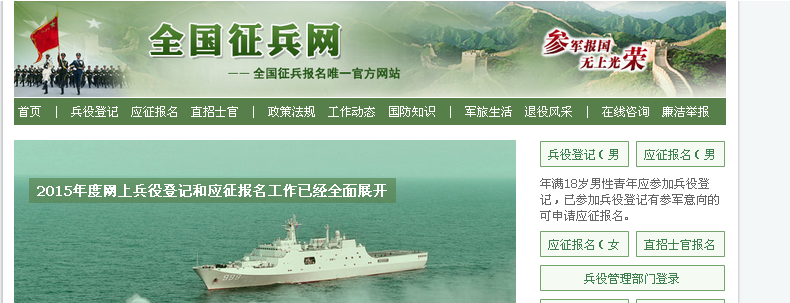 全国征兵网
—— 全国征兵报名唯一官方网站
参军报国
无上光荣
首页 | 兵役登记 应征报名 直招士官 | 政策法规 工作动态 国防知识 | 军旅生活 退役风采 | 在线咨询 廉洁举报
2015年度网上兵役登记和应征报名工作已经全面展开
999
兵役登记（男
应征报名（男
年满18岁男性青年应参加兵役登
记，已参加兵役登记有参军意向的
可申请应征报名。
应征报名（女
直招士官报名
兵役管理部门登录